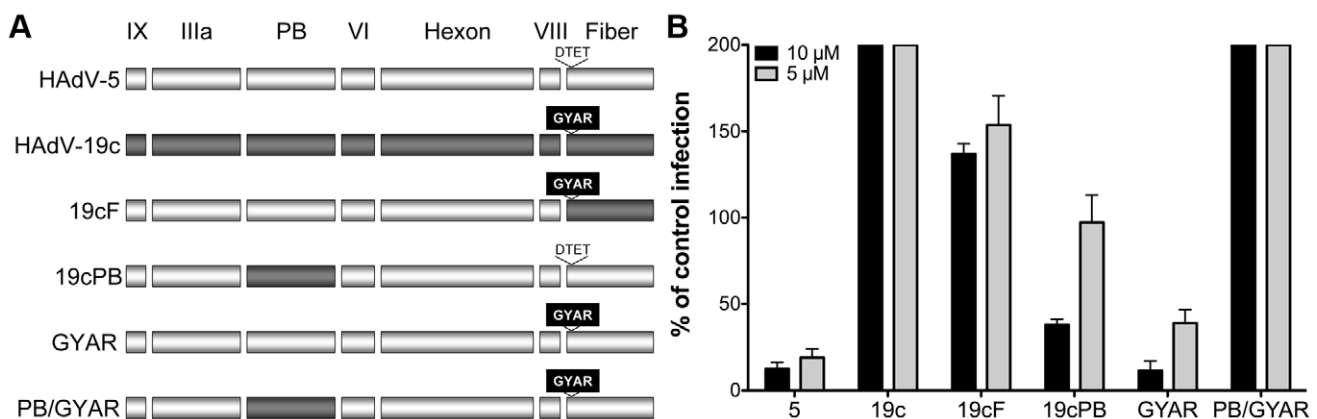 A
IX IIIa PB VI Hexon VIII Fiber
HAdV-5
DTET
HAdV-19c
GYAR
19cF
GYAR
19cPB
DTET
GYAR
GYAR
PB/GYAR
GYAR
B
% of control infection
200
150
100
50
0
10 µM
5 µM
5 19c 19cF 19cPB GYAR PB/GYAR